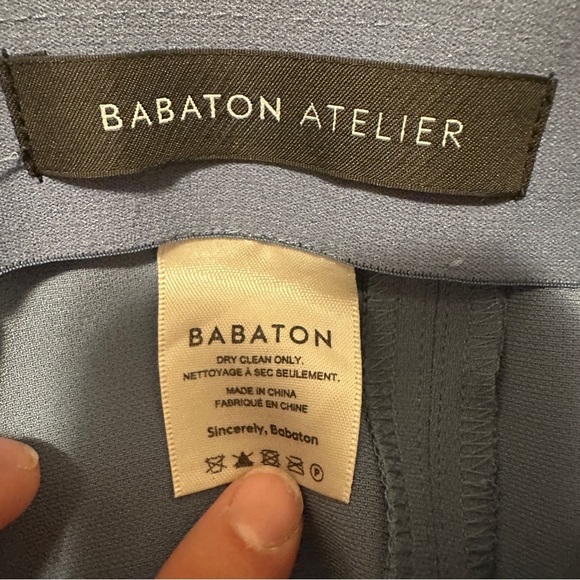 BABATON ATELIER
BABATON
DRY CLEAN ONLY.
NETTOYAGE À SEC SEULEMENT.
MADE IN CHINA
FABRIQUÉ EN CHINE
Sincerely, Babaton
P